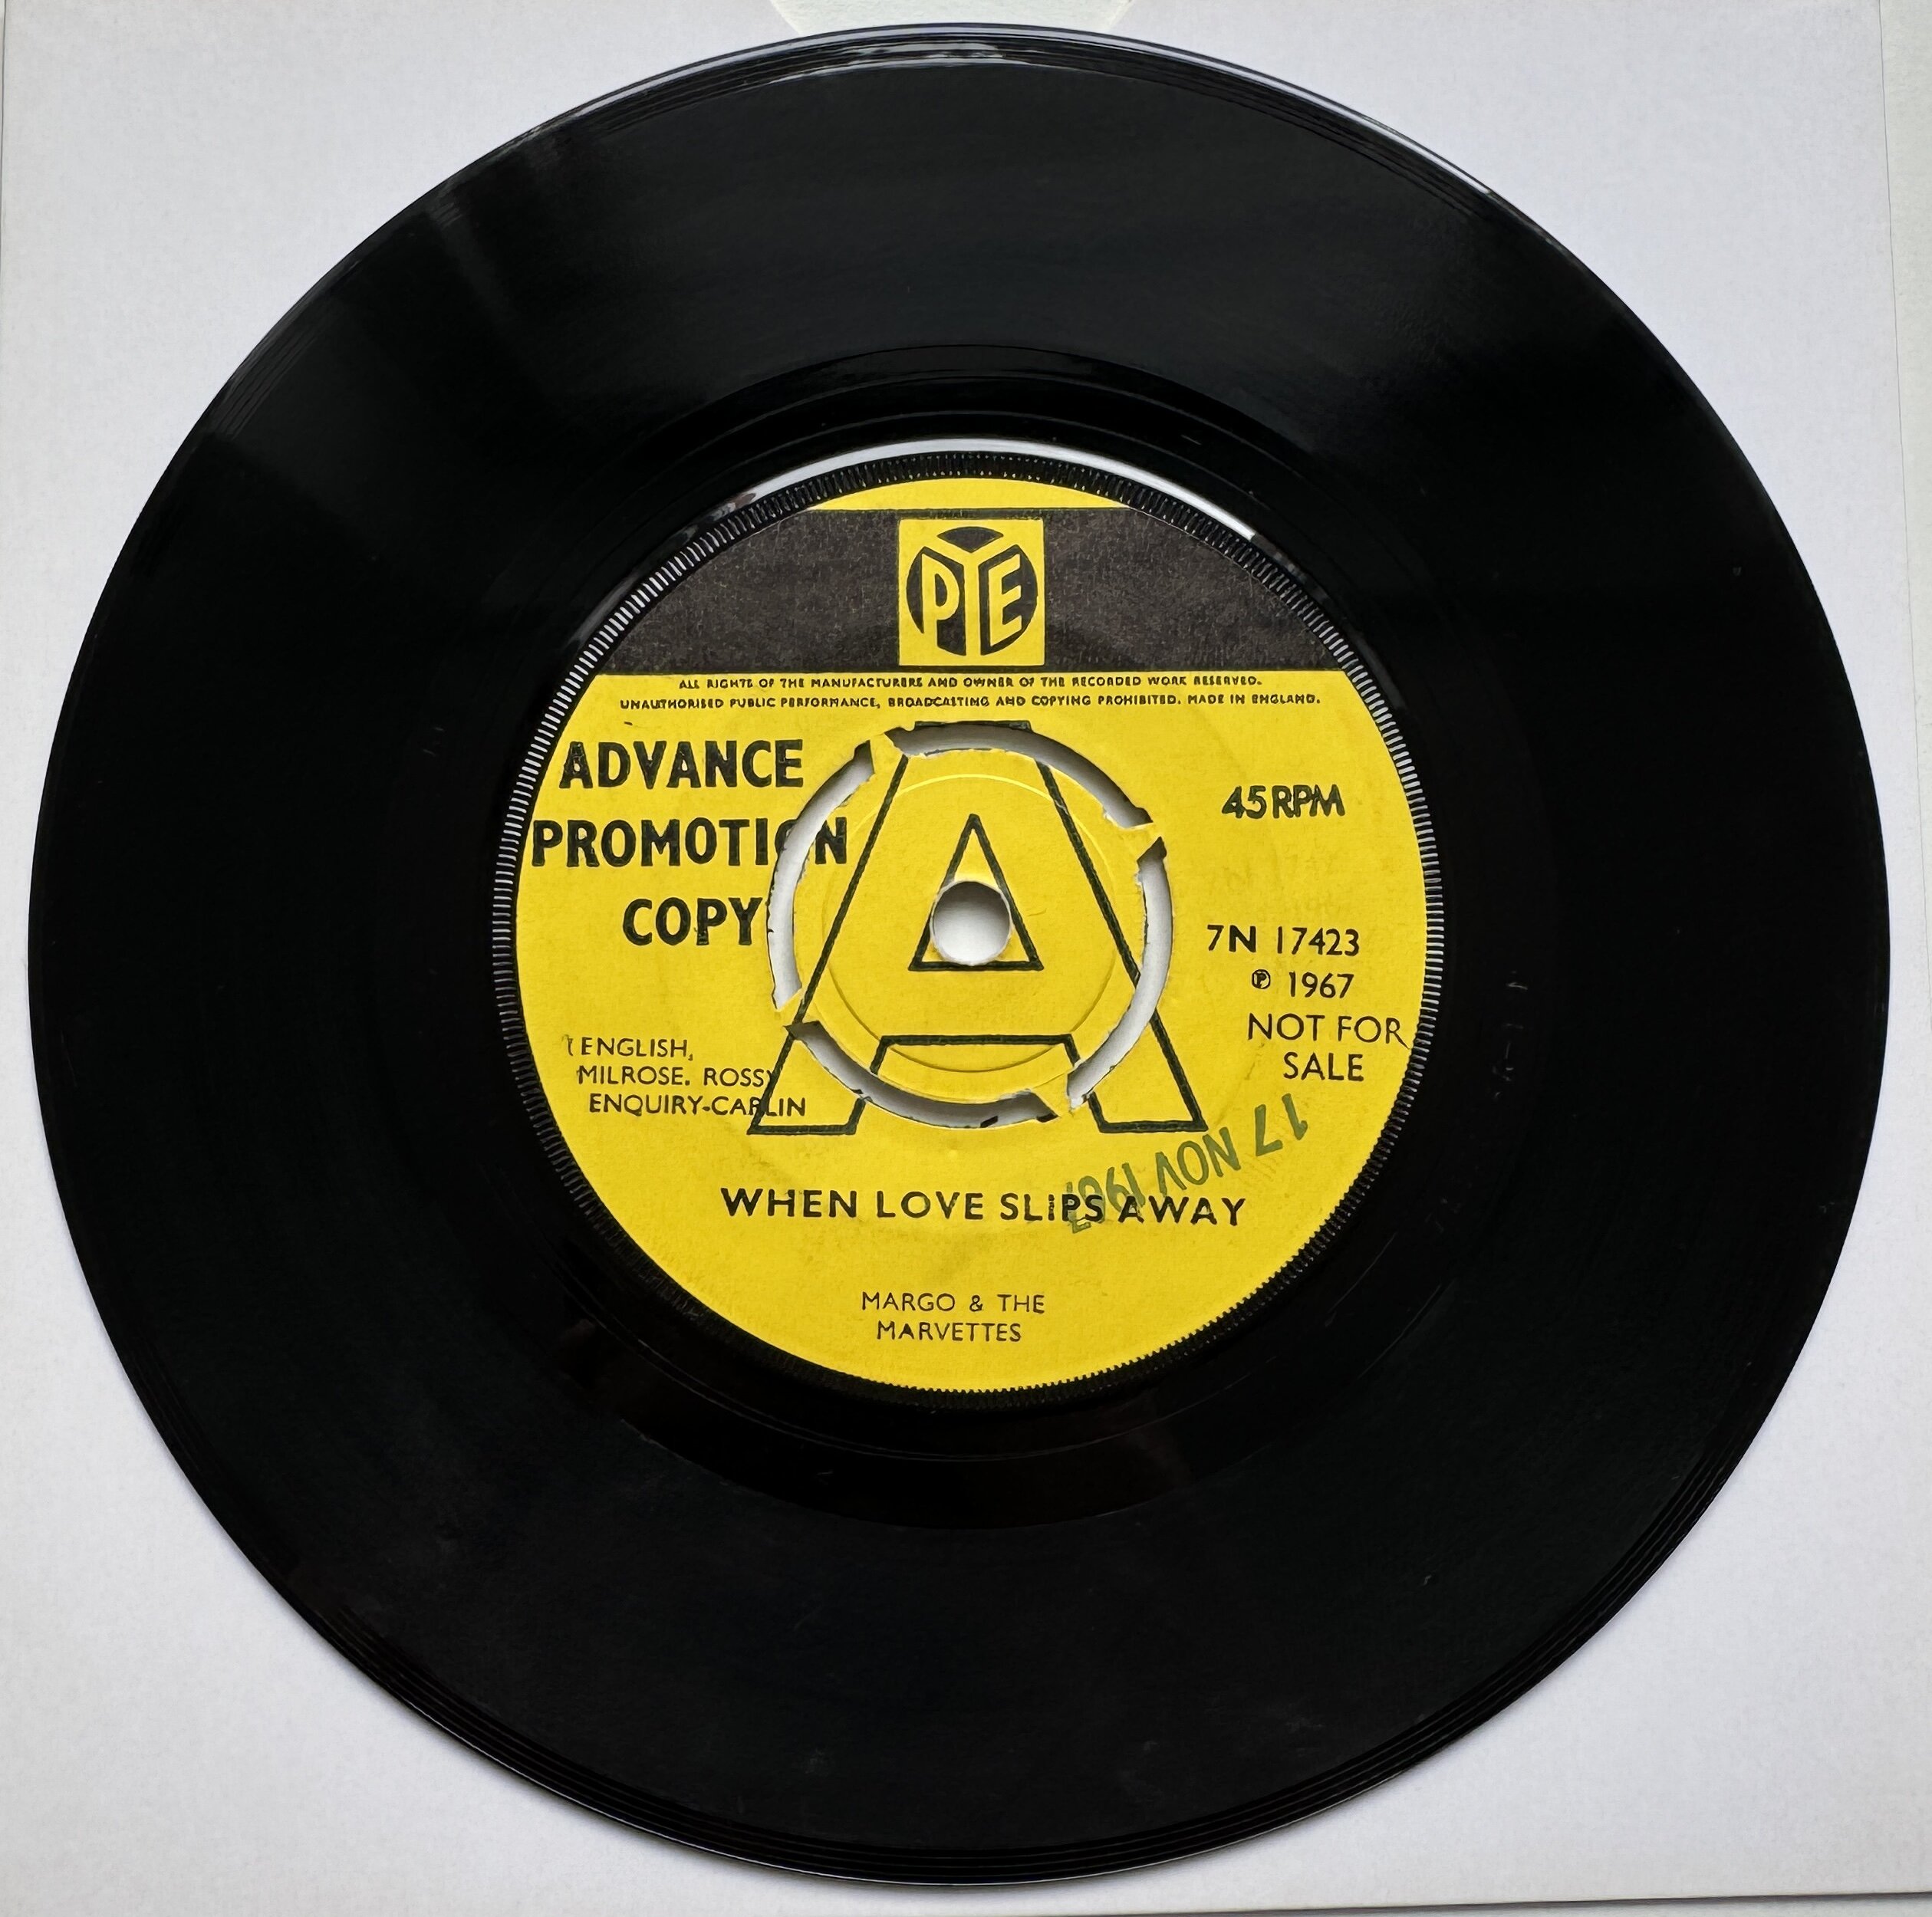 PYE
ALL RIGHTS OF THE MANUFACTURERS AND OWNER OF THE RECORDED WORK RESERVED.
UNAUTHORISED PUBLIC PERFORMANCE, BROADCASTING AND COPYING PROHIBITED. MADE IN ENGLAND.
ADVANCE
PROMOTION
COPY
A
45 RPM
7N 17423
℗ 1967
NOT FOR
SALE
(ENGLISH,
MILROSE. ROSS)
ENQUIRY-CARLIN
17 NOV 1967
WHEN LOVE SLIPS AWAY
MARGO & THE
MARVETTES